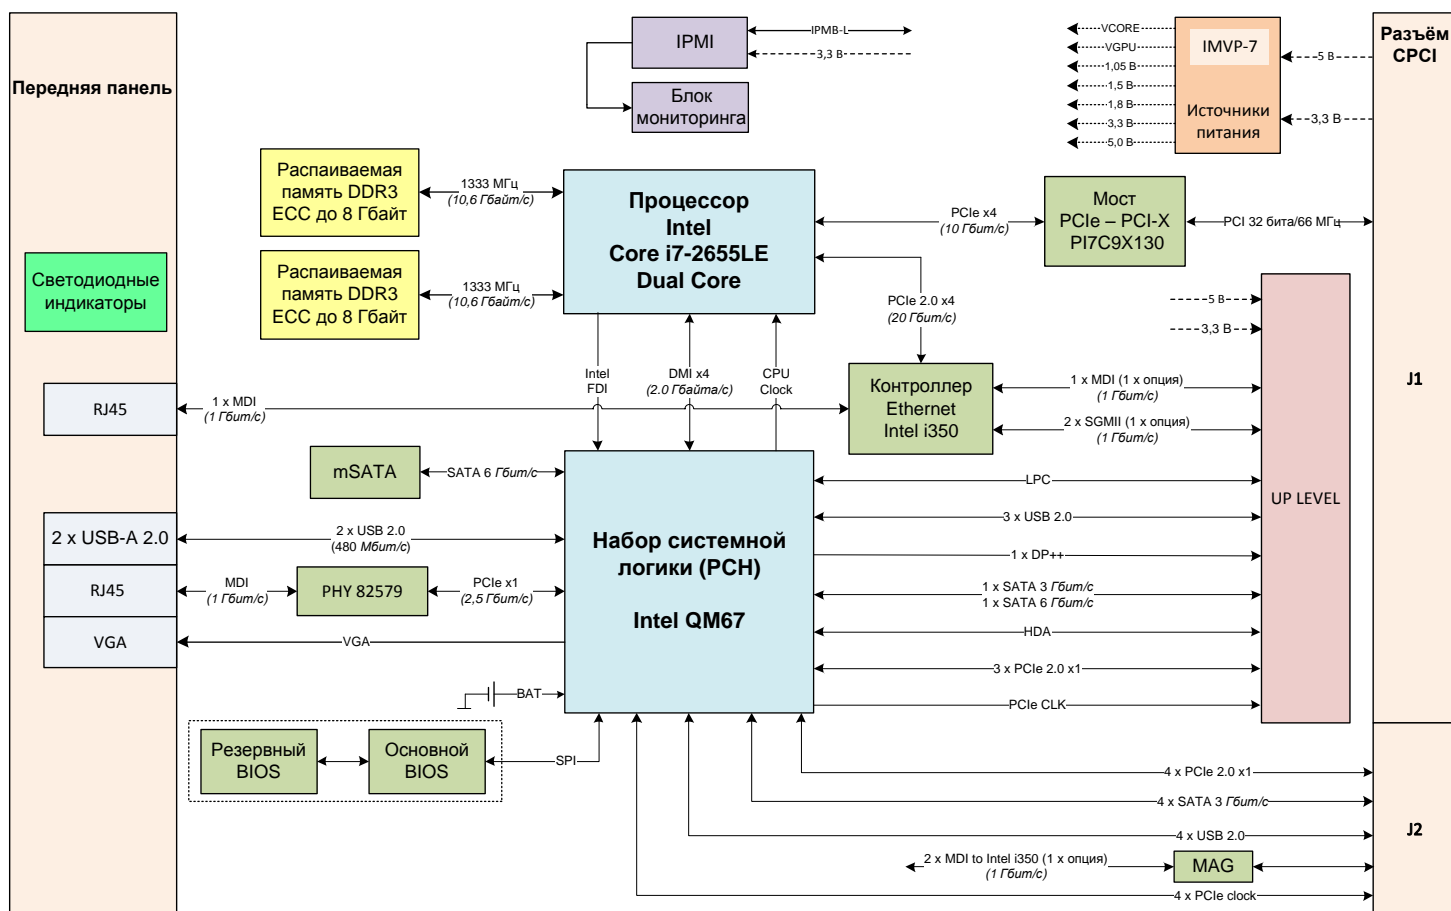 Передняя панель
Светодиодные
индикаторы
RJ45
2 x USB-A 2.0
RJ45
VGA
IPMI
IPMB-L
3,3 В
Блок
мониторинга
VCORE
VGPU
1,05 В
1,5 В
1,8 В
3,3 В
5,0 В
IMVP-7
Источники
питания
5 В
3,3 В
Разъём
CPCI
J1
J2
Распаиваемая
память DDR3
ECC до 8 Гбайт
1333 МГц
(10,6 Гбайт/с)
Распаиваемая
память DDR3
ECC до 8 Гбайт
1333 МГц
(10,6 Гбайт/с)
Процессор
Intel
Core i7-2655LE
Dual Core
PCIe x4
(10 Гбит/с)
Мост
PCIe – PCI-X
PI7C9X130
PCI 32 бита/66 МГц
PCIe 2.0 x4
(20 Гбит/с)
5 В
3,3 В
UP LEVEL
Intel
FDI
DMI x4
(2.0 Гбайта/с)
CPU
Clock
1 x MDI
(1 Гбит/с)
Контроллер
Ethernet
Intel i350
1 x MDI (1 x опция)
(1 Гбит/с)
2 x SGMII (1 x опция)
(1 Гбит/с)
mSATA
SATA 6 Гбит/с
2 x USB 2.0
(480 Мбит/с)
MDI
(1 Гбит/с)
PHY 82579
PCIe x1
(2,5 Гбит/с)
VGA
BAT
Набор системной
логики (PCH)
Intel QM67
LPC
3 x USB 2.0
1 x DP++
1 x SATA 3 Гбит/с
1 x SATA 6 Гбит/с
HDA
3 x PCIe 2.0 x1
PCIe CLK
Резервный
BIOS
Основной
BIOS
SPI
4 x PCIe 2.0 x1
4 x SATA 3 Гбит/с
4 x USB 2.0
2 x MDI to Intel i350 (1 x опция)
(1 Гбит/с)
MAG
4 x PCIe clock